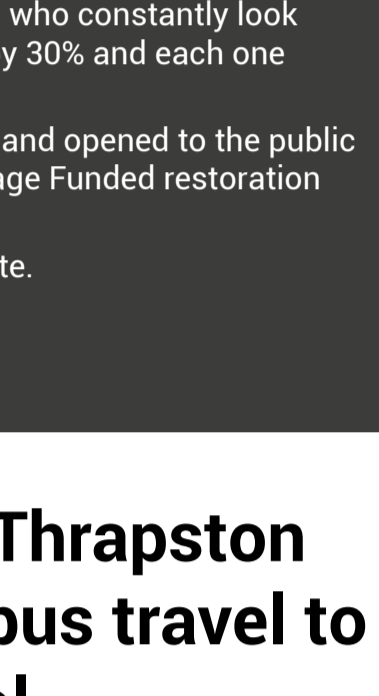 who constantly look
y 30% and each one
and opened to the public
age Funded restoration
te.
Thrapston
bus travel to